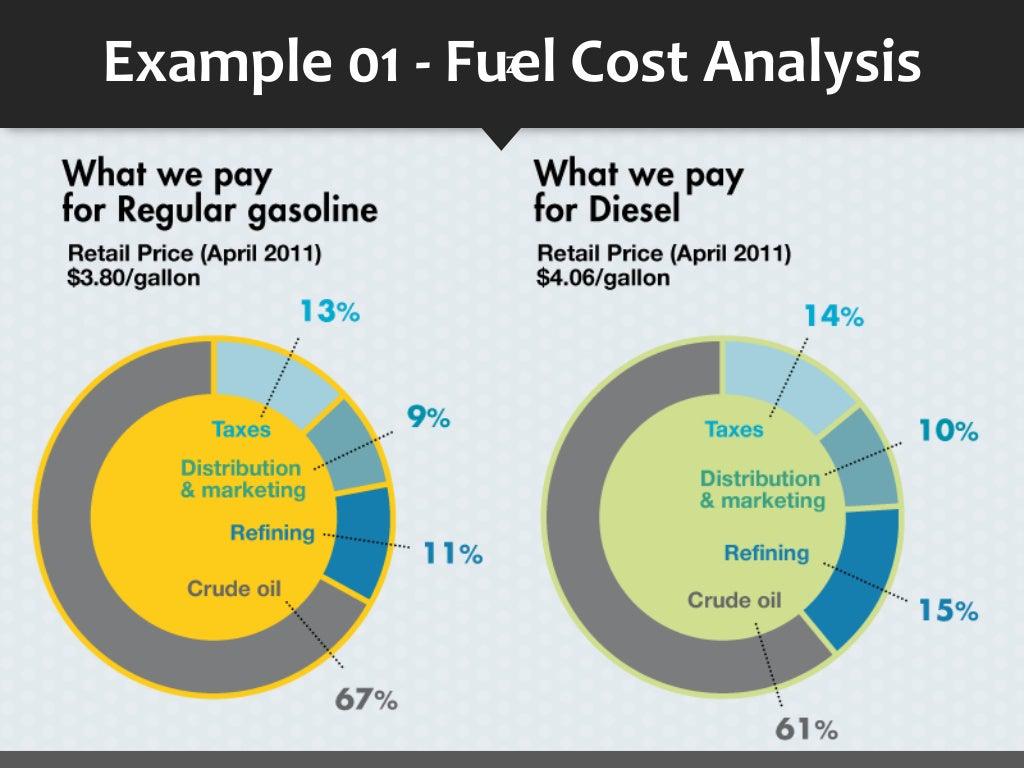 Example 01 - Fuel Cost Analysis
What we pay
for Regular gasoline
Retail Price (April 2011)
$3.80/gallon
13%
Taxes
9%
Distribution
& marketing
Refining
11%
Crude oil
67%
What we pay
for Diesel
Retail Price (April 2011)
$4.06/gallon
14%
Taxes
10%
Distribution
& marketing
Refining
15%
Crude oil
61%